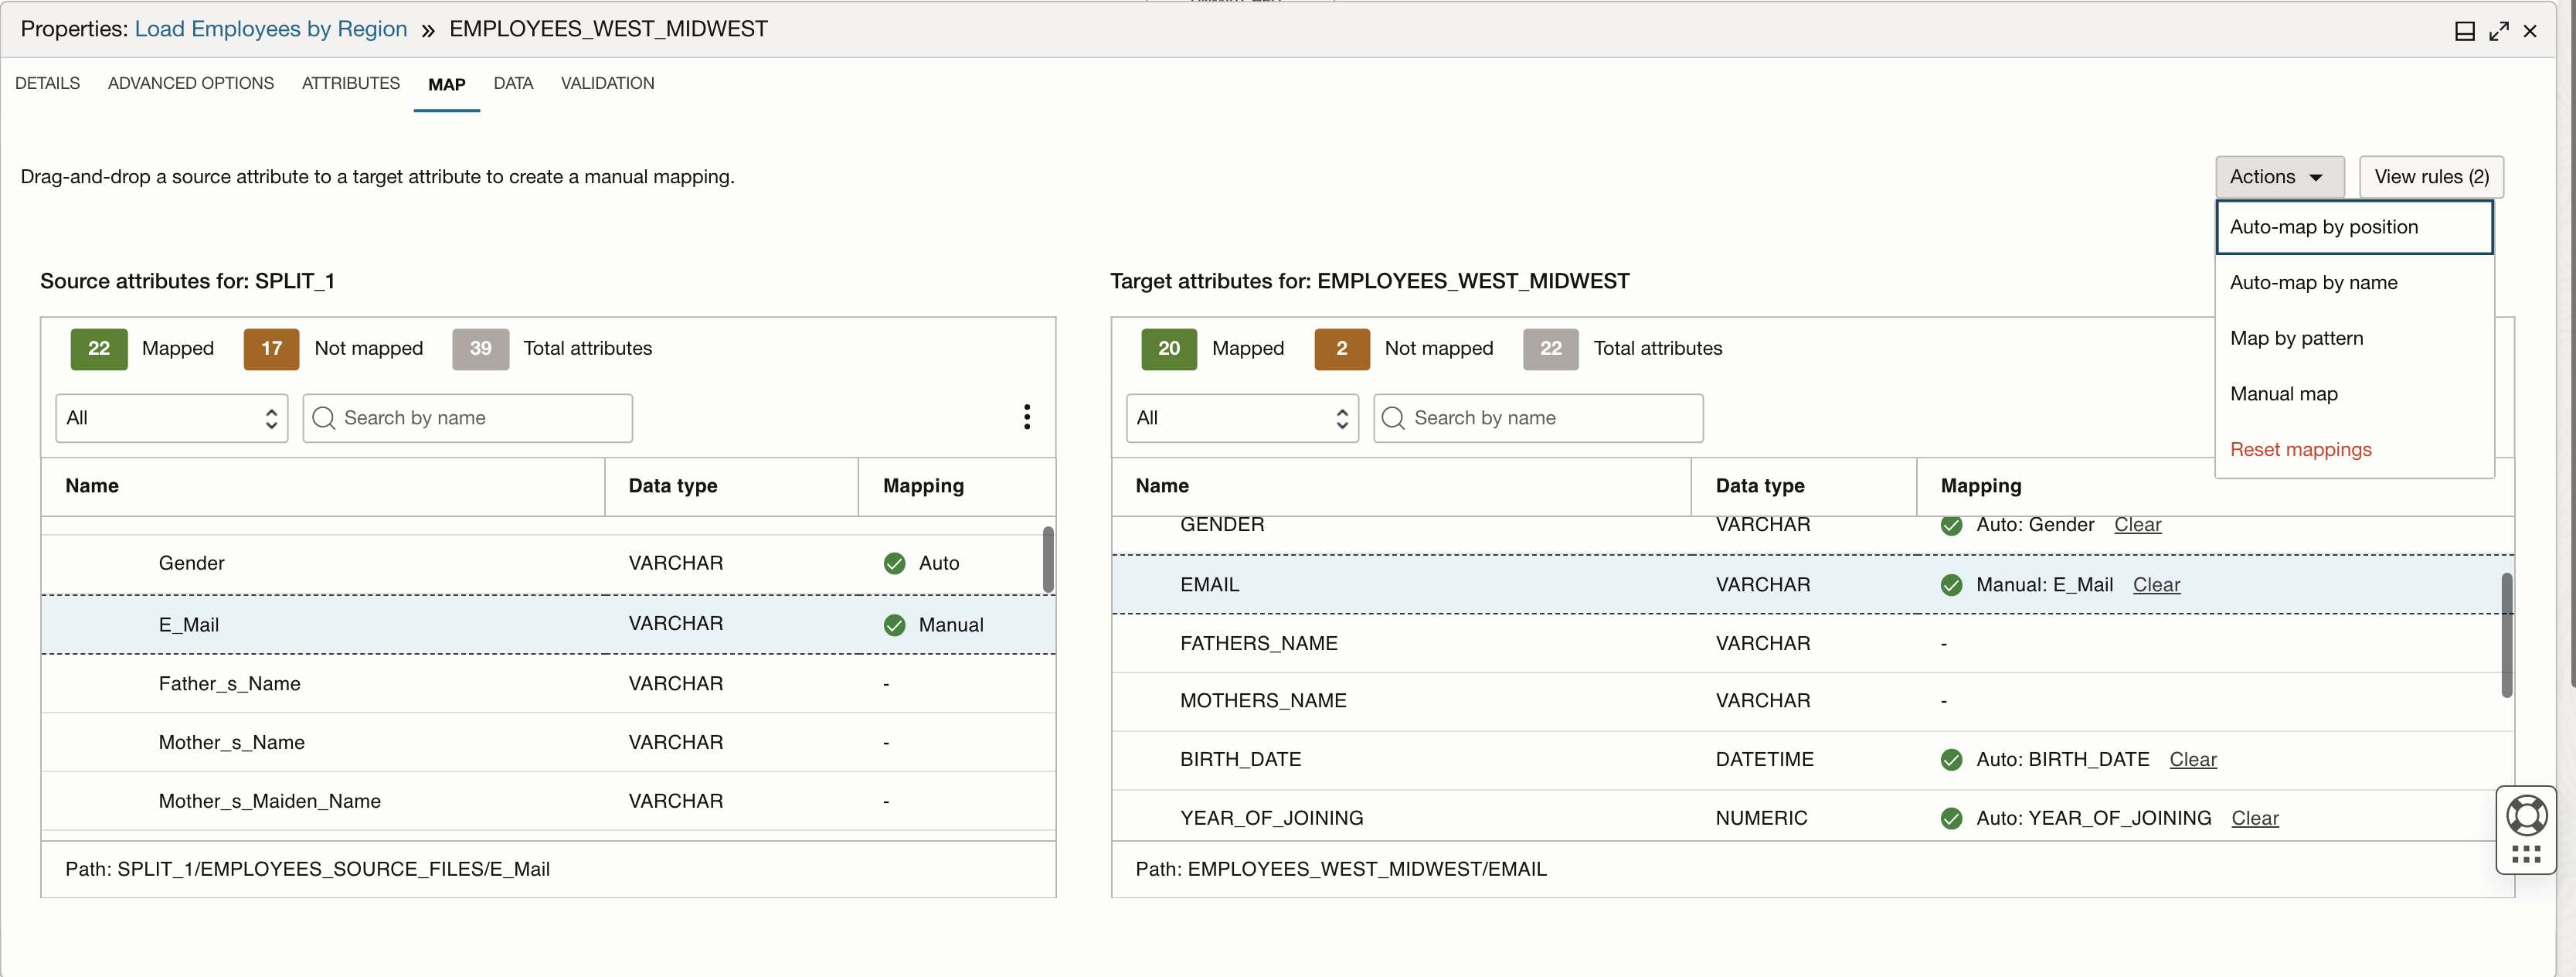 Properties: Load Employees by Region » EMPLOYEES_WEST_MIDWEST
DETAILS ADVANCED OPTIONS ATTRIBUTES MAP DATA VALIDATION
Drag-and-drop a source attribute to a target attribute to create a manual mapping.
Actions View rules (2)
Auto-map by position
Auto-map by name
Map by pattern
Manual map
Reset mappings
Source attributes for: SPLIT_1
22 Mapped 17 Not mapped 39 Total attributes
All Search by name
Name Data type Mapping
Gender VARCHAR Auto
E_Mail VARCHAR Manual
Father_s_Name VARCHAR -
Mother_s_Name VARCHAR -
Mother_s_Maiden_Name VARCHAR -
Path: SPLIT_1/EMPLOYEES_SOURCE_FILES/E_Mail
Target attributes for: EMPLOYEES_WEST_MIDWEST
20 Mapped 2 Not mapped 22 Total attributes
All Search by name
Name Data type Mapping
GENDER VARCHAR Auto: Gender Clear
EMAIL VARCHAR Manual: E_Mail Clear
FATHERS_NAME VARCHAR -
MOTHERS_NAME VARCHAR -
BIRTH_DATE DATETIME Auto: BIRTH_DATE Clear
YEAR_OF_JOINING NUMERIC Auto: YEAR_OF_JOINING Clear
Path: EMPLOYEES_WEST_MIDWEST/EMAIL